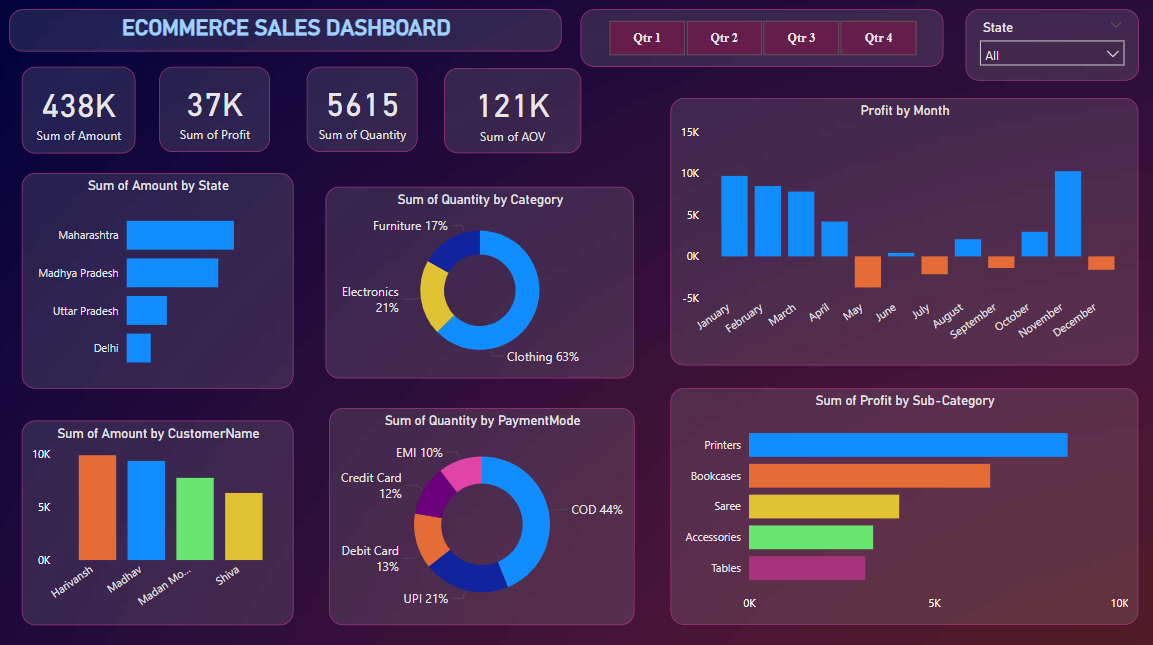 ECOMMERCE SALES DASHBOARD
Qtr 1 Qtr 2 Qtr 3 Qtr 4
State
All
438K
Sum of Amount
37K
Sum of Profit
5615
Sum of Quantity
121K
Sum of AOV
Sum of Amount by State
Maharashtra
Madhya Pradesh
Uttar Pradesh
Delhi
Sum of Quantity by Category
Furniture 17%
Electronics
21%
Clothing 63%
Profit by Month
15K
10K
5K
0K
-5K
January February March April May June July August September October November December
Sum of Amount by CustomerName
10K
5K
0K
Harivansh Madhav Madan Mo... Shiva
Sum of Quantity by PaymentMode
EMI 10%
Credit Card
12%
COD 44%
Debit Card
13%
UPI 21%
Sum of Profit by Sub-Category
Printers
Bookcases
Saree
Accessories
Tables
0K 5K 10K